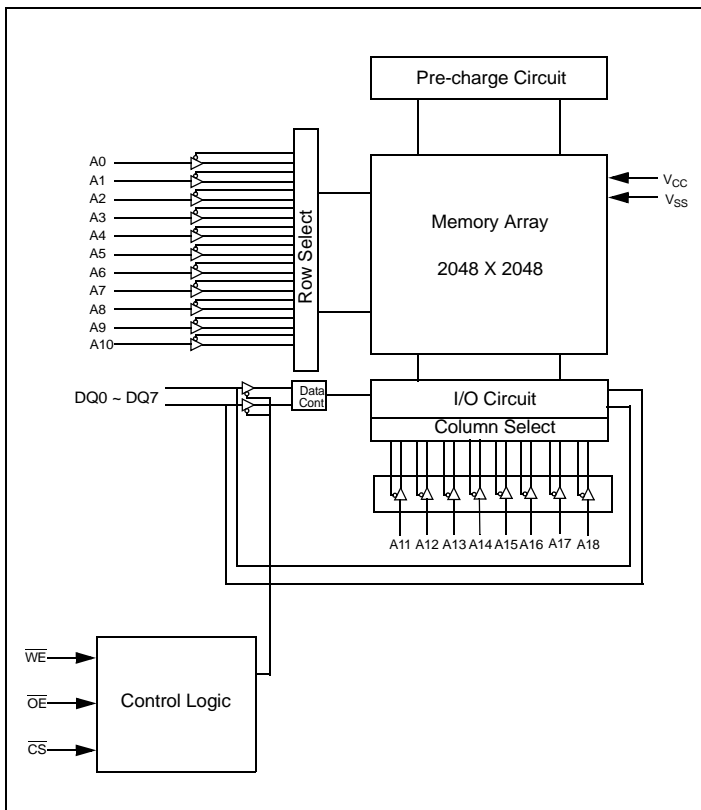 Pre-charge Circuit
A0
A1
A2
A3
A4
A5
A6
A7
A8
A9
A10
Row Select
Memory Array
2048 X 2048
VCC
VSS
DQ0 ~ DQ7
Data
Cont
I/O Circuit
Column Select
A11 A12 A13 A14 A15 A16 A17 A18
WE
OE
CS
Control Logic